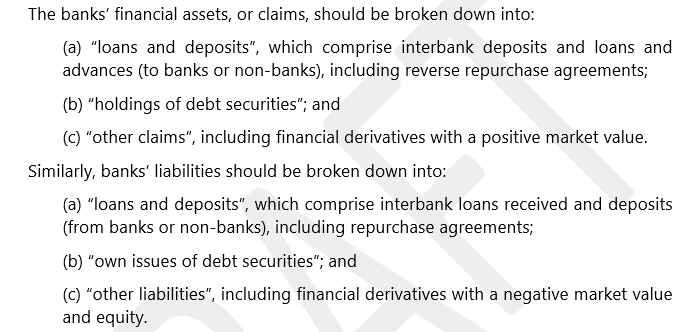 The banks’ financial assets, or claims, should be broken down into:
(a) “loans and deposits”, which comprise interbank deposits and loans and
advances (to banks or non-banks), including reverse repurchase agreements;
(b) “holdings of debt securities”; and
(c) “other claims”, including financial derivatives with a positive market value.
Similarly, banks’ liabilities should be broken down into:
(a) “loans and deposits”, which comprise interbank loans received and deposits
(from banks or non-banks), including repurchase agreements;
(b) “own issues of debt securities”; and
(c) “other liabilities”, including financial derivatives with a negative market value
and equity.